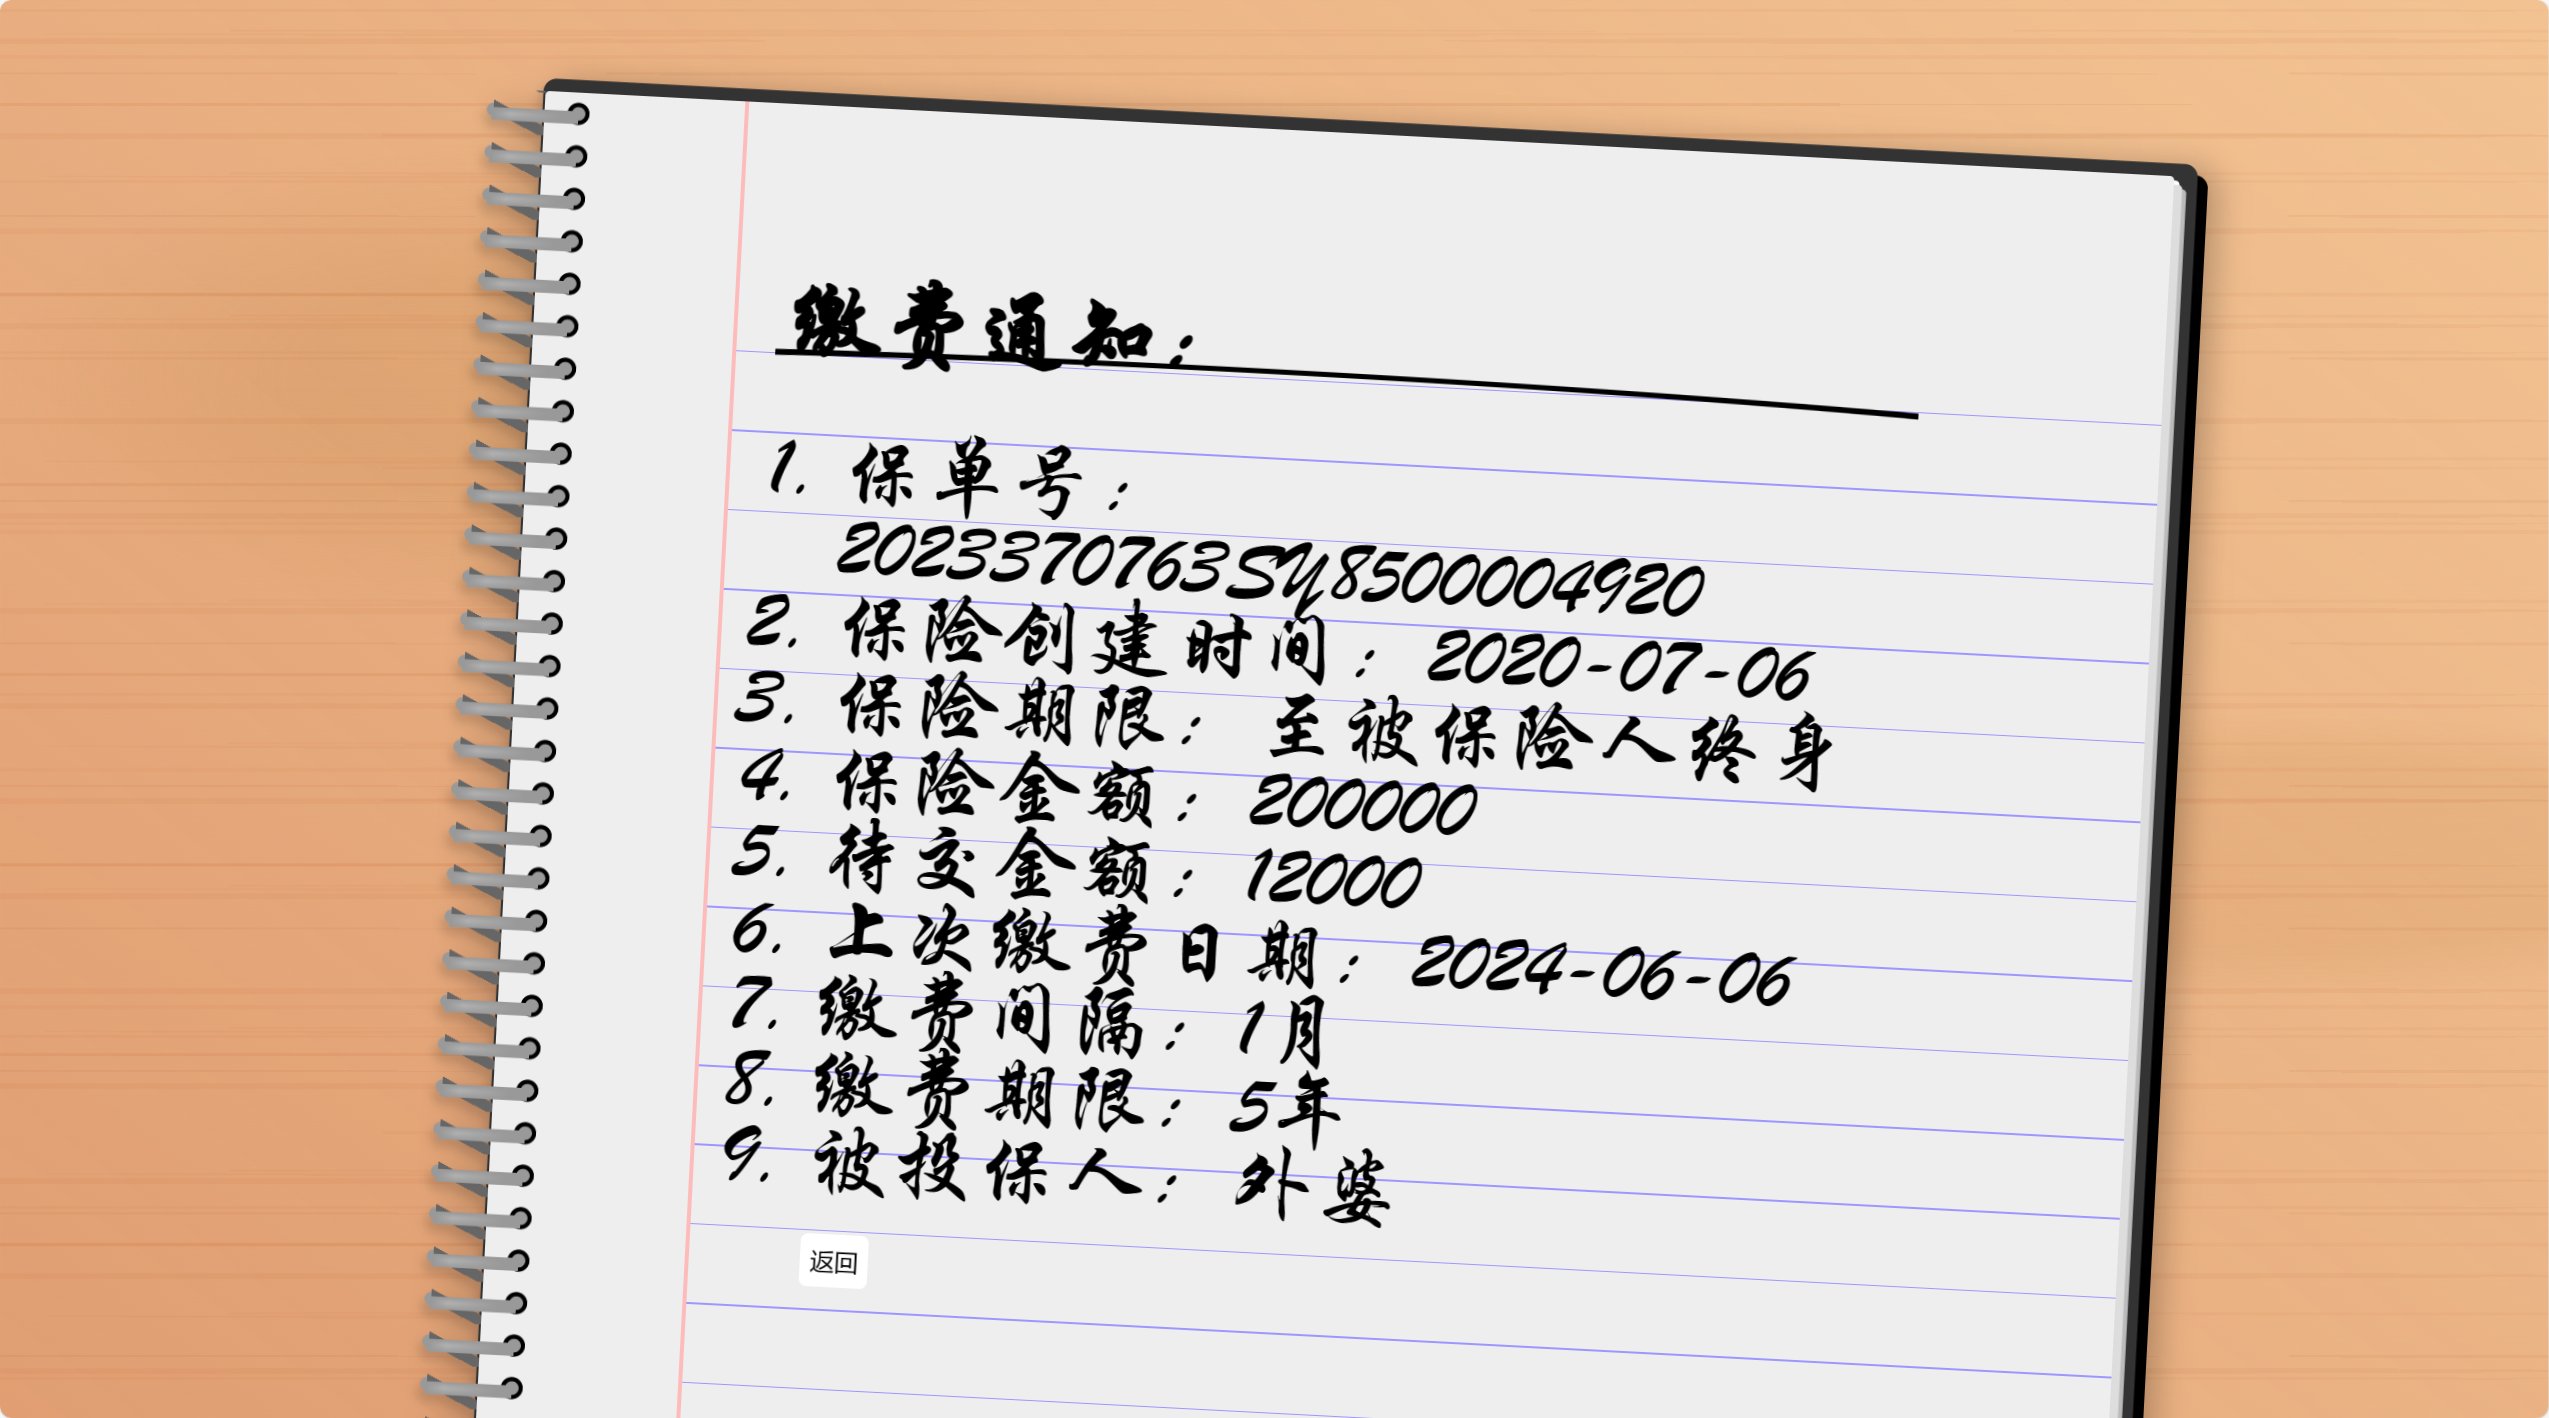 缴费通知：
1. 保单号：
2023370763SY8500004920
2. 保险创建时间：2020-07-06
3. 保险期限：至被保险人终身
4. 保险金额：200000
5. 待交金额：12000
6. 上次缴费日期：2024-06-06
7. 缴费间隔：1月
8. 缴费期限：5年
9. 被投保人：外婆
返回